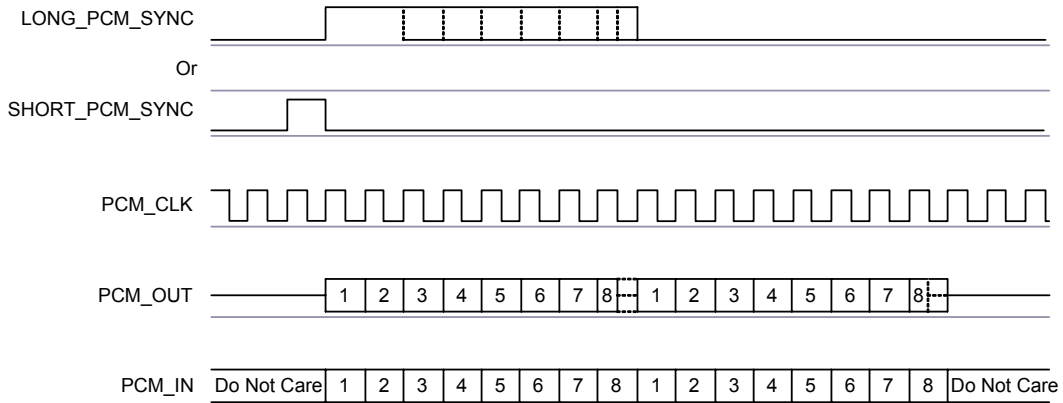 LONG_PCM_SYNC
Or
SHORT_PCM_SYNC
PCM_CLK
PCM_OUT 1 2 3 4 5 6 7 8 1 2 3 4 5 6 7 8
PCM_IN Do Not Care 1 2 3 4 5 6 7 8 1 2 3 4 5 6 7 8 Do Not Care